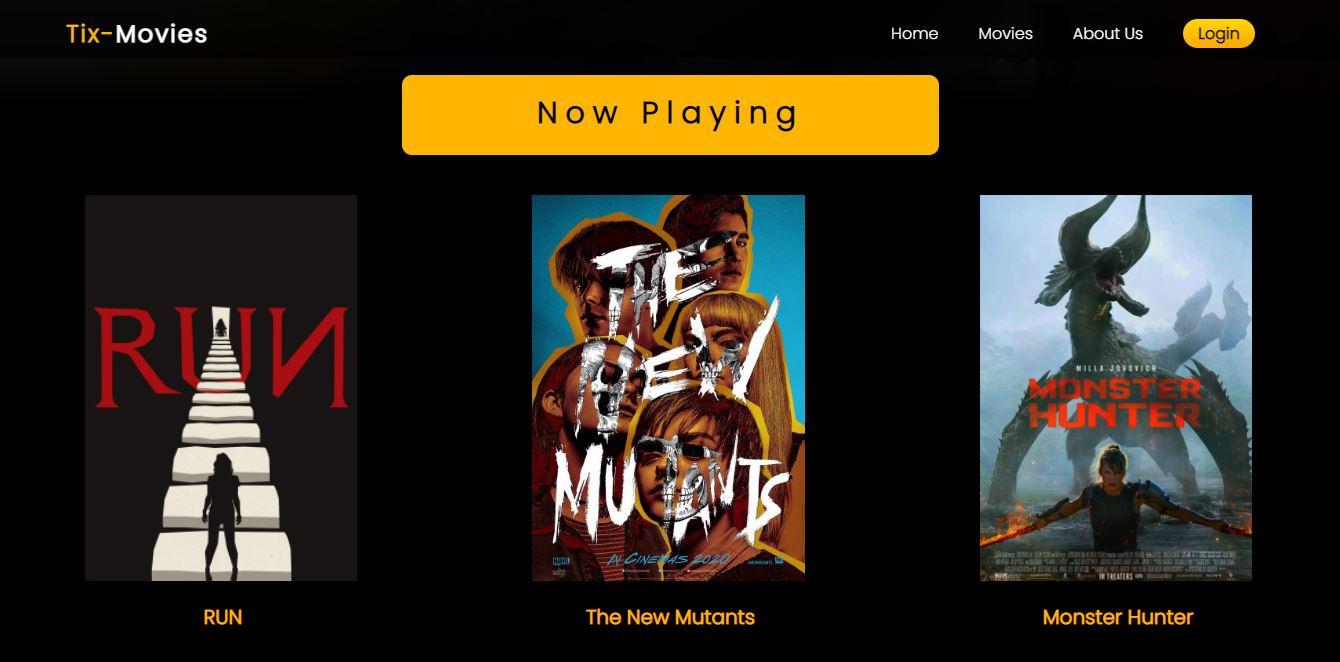 Tix-Movies
Home Movies About Us Login
Now Playing
RUN
THE
NEW
MUTANTS
MARVEL
IN CINEMAS 2020
MILLA JOVOVICH
MONSTER
HUNTER
IN THEATERS
RUN
The New Mutants
Monster Hunter